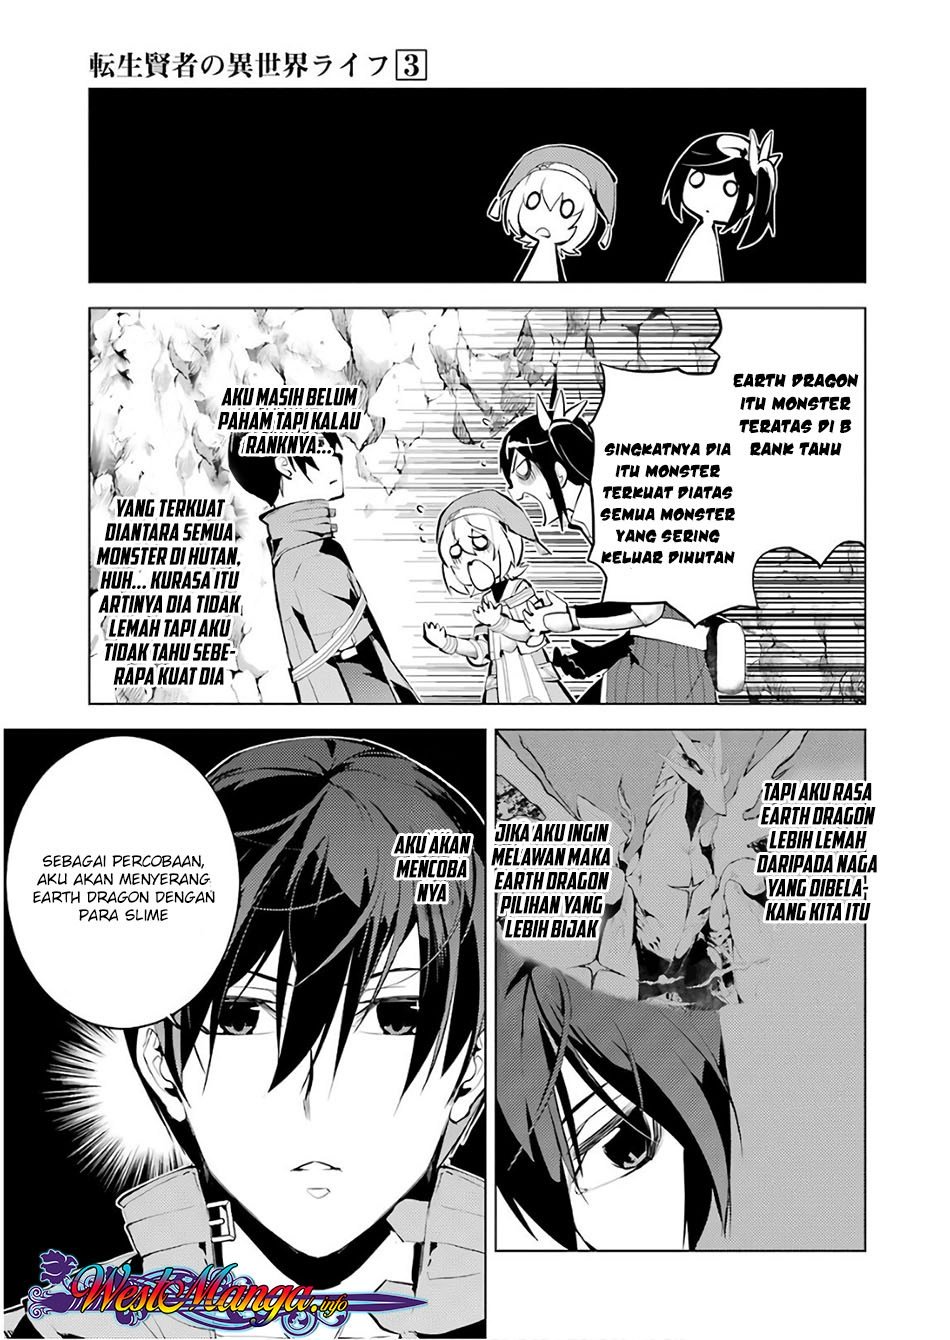 転生賢者の異世界ライフ 3
EARTH DRAGON
ITU MONSTER
TERATAS DI B
RANK TAHU
SINGKATNYA DIA
ITU MONSTER
TERKUAT DIATAS
SEMUA MONSTER
YANG SERING
KELUAR DIHUTAN
AKU MASIH BELUM
PAHAM TAPI KALAU
RANKNYA...
YANG TERKUAT
DIANTARA SEMUA
MONSTER DI HUTAN,
HUH... KURASA ITU
ARTINYA DIA TIDAK
LEMAH TAPI AKU
TIDAK TAHU SEBE-
RAPA KUAT DIA
TAPI AKU RASA
EARTH DRAGON
LEBIH LEMAH
DARIPADA NAGA
YANG DIBELA-
KANG KITA ITU
JIKA AKU INGIN
MELAWAN MAKA
EARTH DRAGON
PILIHAN YANG
LEBIH BIJAK
AKU AKAN
MENCOBA
NYA
SEBAGAI PERCOBAAN,
AKU AKAN MENYERANG
EARTH DRAGON DENGAN
PARA SLIME
WestManga.info